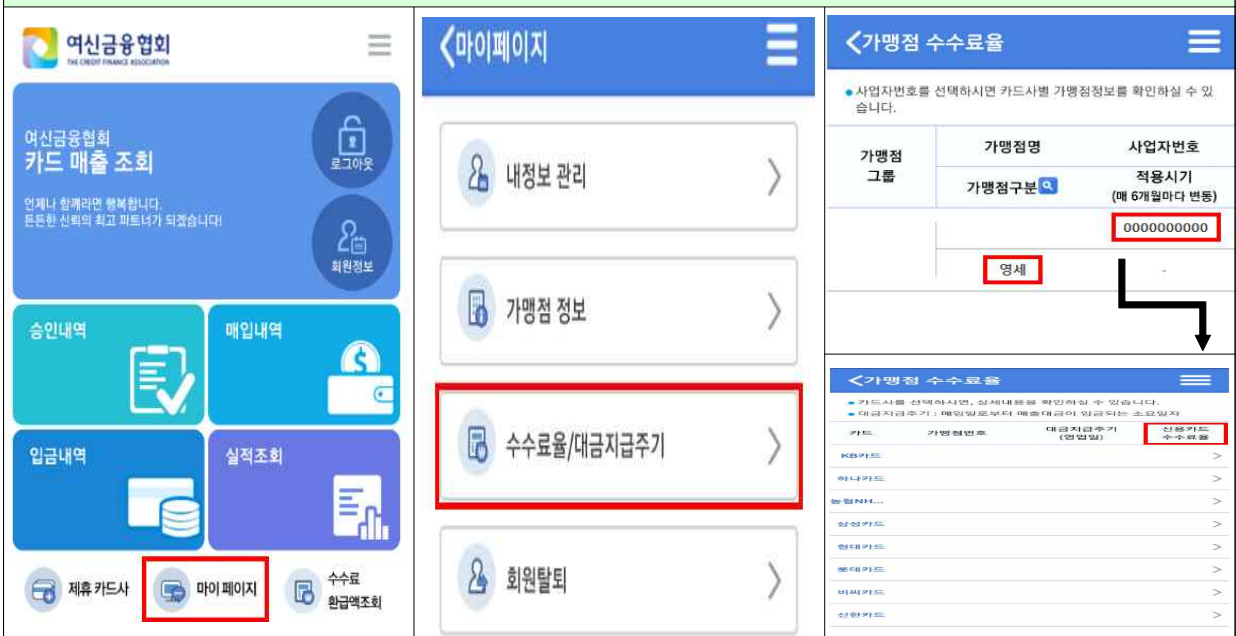 여신금융협회
THE CREDIT FINANCE ASSOCIATION
여신금융협회
카드 매출 조회
언제나 함께라면 행복합니다.
든든한 신뢰의 최고 파트너가 되겠습니다!
로그아웃
회원정보
승인내역
매입내역
입금내역
실적조회
제휴 카드사
마이 페이지
수수료
환급액조회
마이페이지
내정보 관리
가맹점 정보
수수료율/대금지급주기
회원탈퇴
가맹점 수수료율
사업자번호를 선택하시면 카드사별 가맹점정보를 확인하실 수 있
습니다.
가맹점
그룹
가맹점명
사업자번호
가맹점구분
적용시기
(매 6개월마다 변동)
0000000000
영세
-
가맹점 수수료율
카드사를 선택하시면, 상세내용을 확인하실 수 있습니다.
대금지급주기 : 매입일로부터 매출대금이 입금되는 소요일자
카드
가맹점번호
대금지급주기
(영업일)
신용카드
수수료율
KB카드
하나카드
농협NH...
삼성카드
현대카드
롯데카드
비씨카드
신한카드